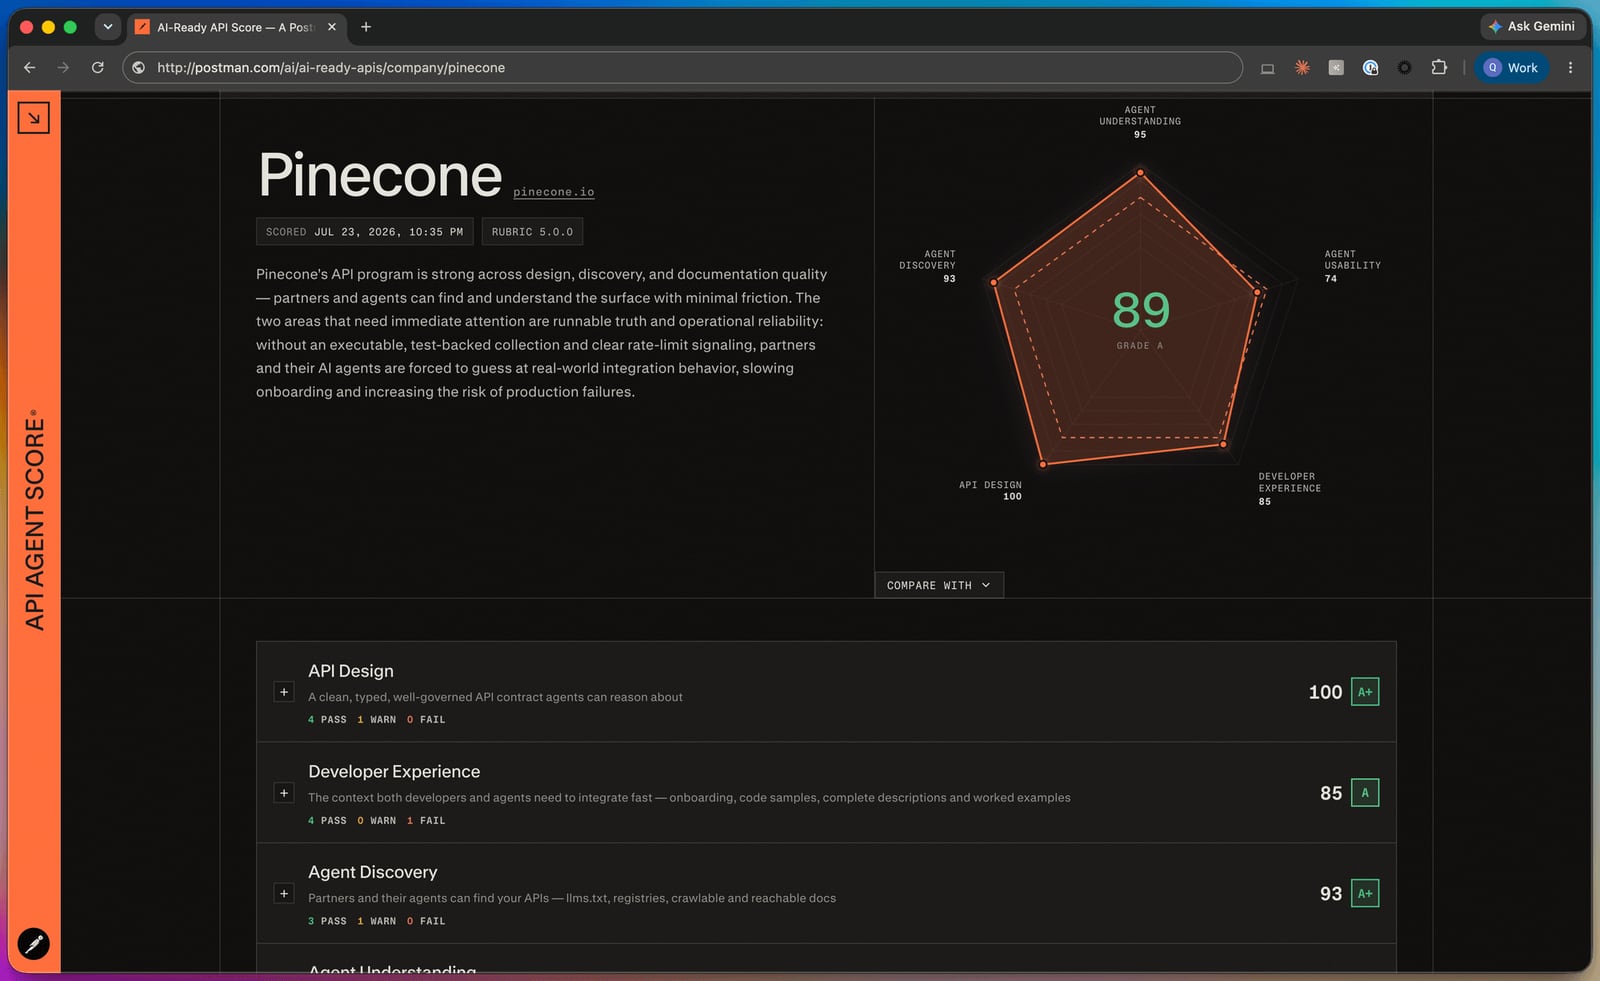 AI-Ready API Score — A Post
Ask Gemini
http://postman.com/ai/ai-ready-apis/company/pinecone
Q Work
API AGENT SCORE®
Pinecone pinecone.io
SCORED JUL 23, 2026, 10:35 PM RUBRIC 5.0.0
Pinecone's API program is strong across design, discovery, and documentation quality
— partners and agents can find and understand the surface with minimal friction. The
two areas that need immediate attention are runnable truth and operational reliability:
without an executable, test-backed collection and clear rate-limit signaling, partners
and their AI agents are forced to guess at real-world integration behavior, slowing
onboarding and increasing the risk of production failures.
AGENT
UNDERSTANDING
95
AGENT
DISCOVERY
93
AGENT
USABILITY
74
89
GRADE A
API DESIGN
100
DEVELOPER
EXPERIENCE
85
COMPARE WITH
API Design
A clean, typed, well-governed API contract agents can reason about
4 PASS 1 WARN 0 FAIL
100 A+
Developer Experience
The context both developers and agents need to integrate fast — onboarding, code samples, complete descriptions and worked examples
4 PASS 0 WARN 1 FAIL
85 A
Agent Discovery
Partners and their agents can find your APIs — llms.txt, registries, crawlable and reachable docs
3 PASS 1 WARN 0 FAIL
93 A+
Agent Understanding